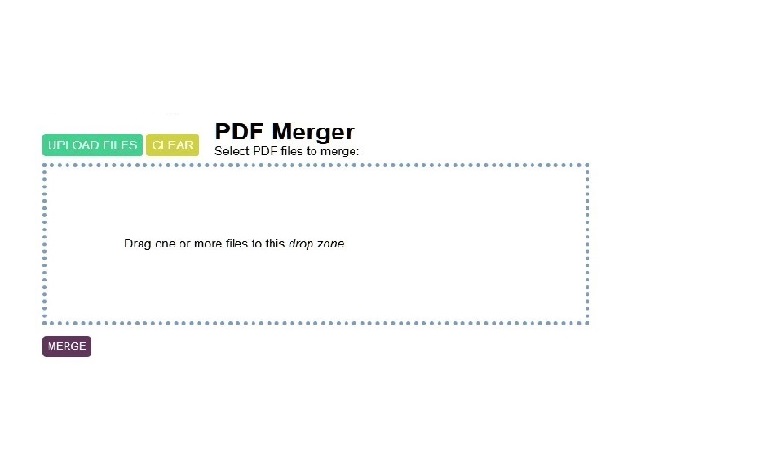 PDF Merger
UPLOAD FILES CLEAR
Select PDF files to merge:
Drag one or more files to this drop zone
MERGE